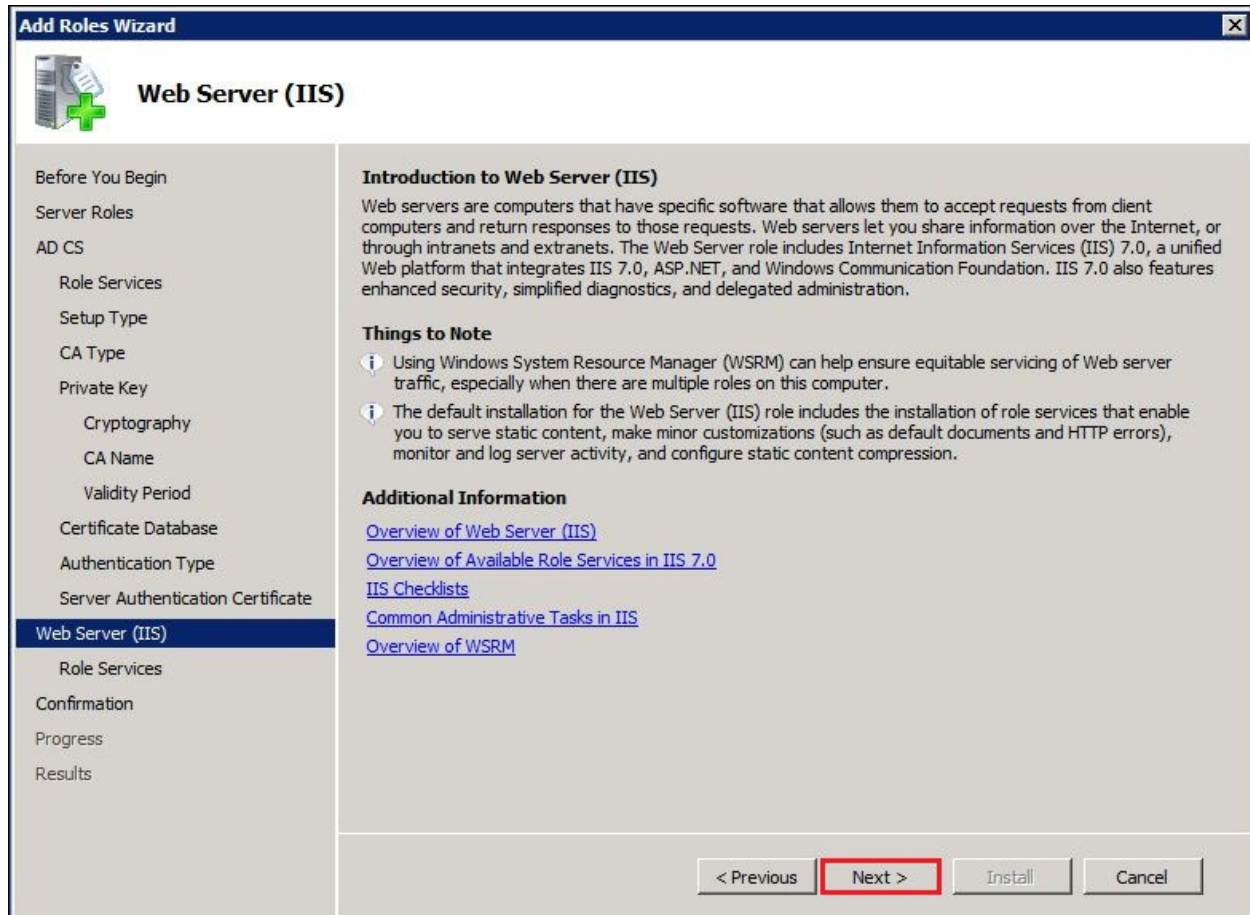 Add Roles Wizard
Web Server (IIS)
Before You Begin
Server Roles
AD CS
Role Services
Setup Type
CA Type
Private Key
Cryptography
CA Name
Validity Period
Certificate Database
Authentication Type
Server Authentication Certificate
Web Server (IIS)
Role Services
Confirmation
Progress
Results
Introduction to Web Server (IIS)
Web servers are computers that have specific software that allows them to accept requests from client
computers and return responses to those requests. Web servers let you share information over the Internet, or
through intranets and extranets. The Web Server role includes Internet Information Services (IIS) 7.0, a unified
Web platform that integrates IIS 7.0, ASP.NET, and Windows Communication Foundation. IIS 7.0 also features
enhanced security, simplified diagnostics, and delegated administration.
Things to Note
Using Windows System Resource Manager (WSRM) can help ensure equitable servicing of Web server
traffic, especially when there are multiple roles on this computer.
The default installation for the Web Server (IIS) role includes the installation of role services that enable
you to serve static content, make minor customizations (such as default documents and HTTP errors),
monitor and log server activity, and configure static content compression.
Additional Information
Overview of Web Server (IIS)
Overview of Available Role Services in IIS 7.0
IIS Checklists
Common Administrative Tasks in IIS
Overview of WSRM
< Previous
Next >
Install
Cancel